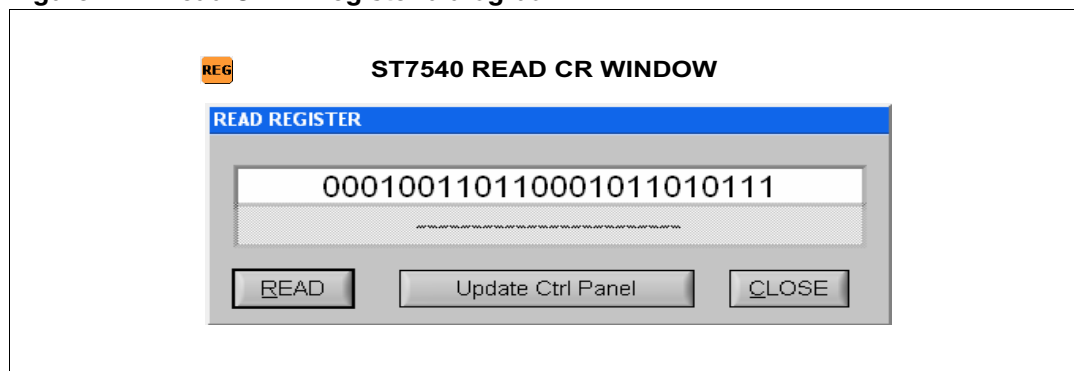 REG
ST7540 READ CR WINDOW
READ REGISTER
000100110110001011010111
READ
Update Ctrl Panel
CLOSE